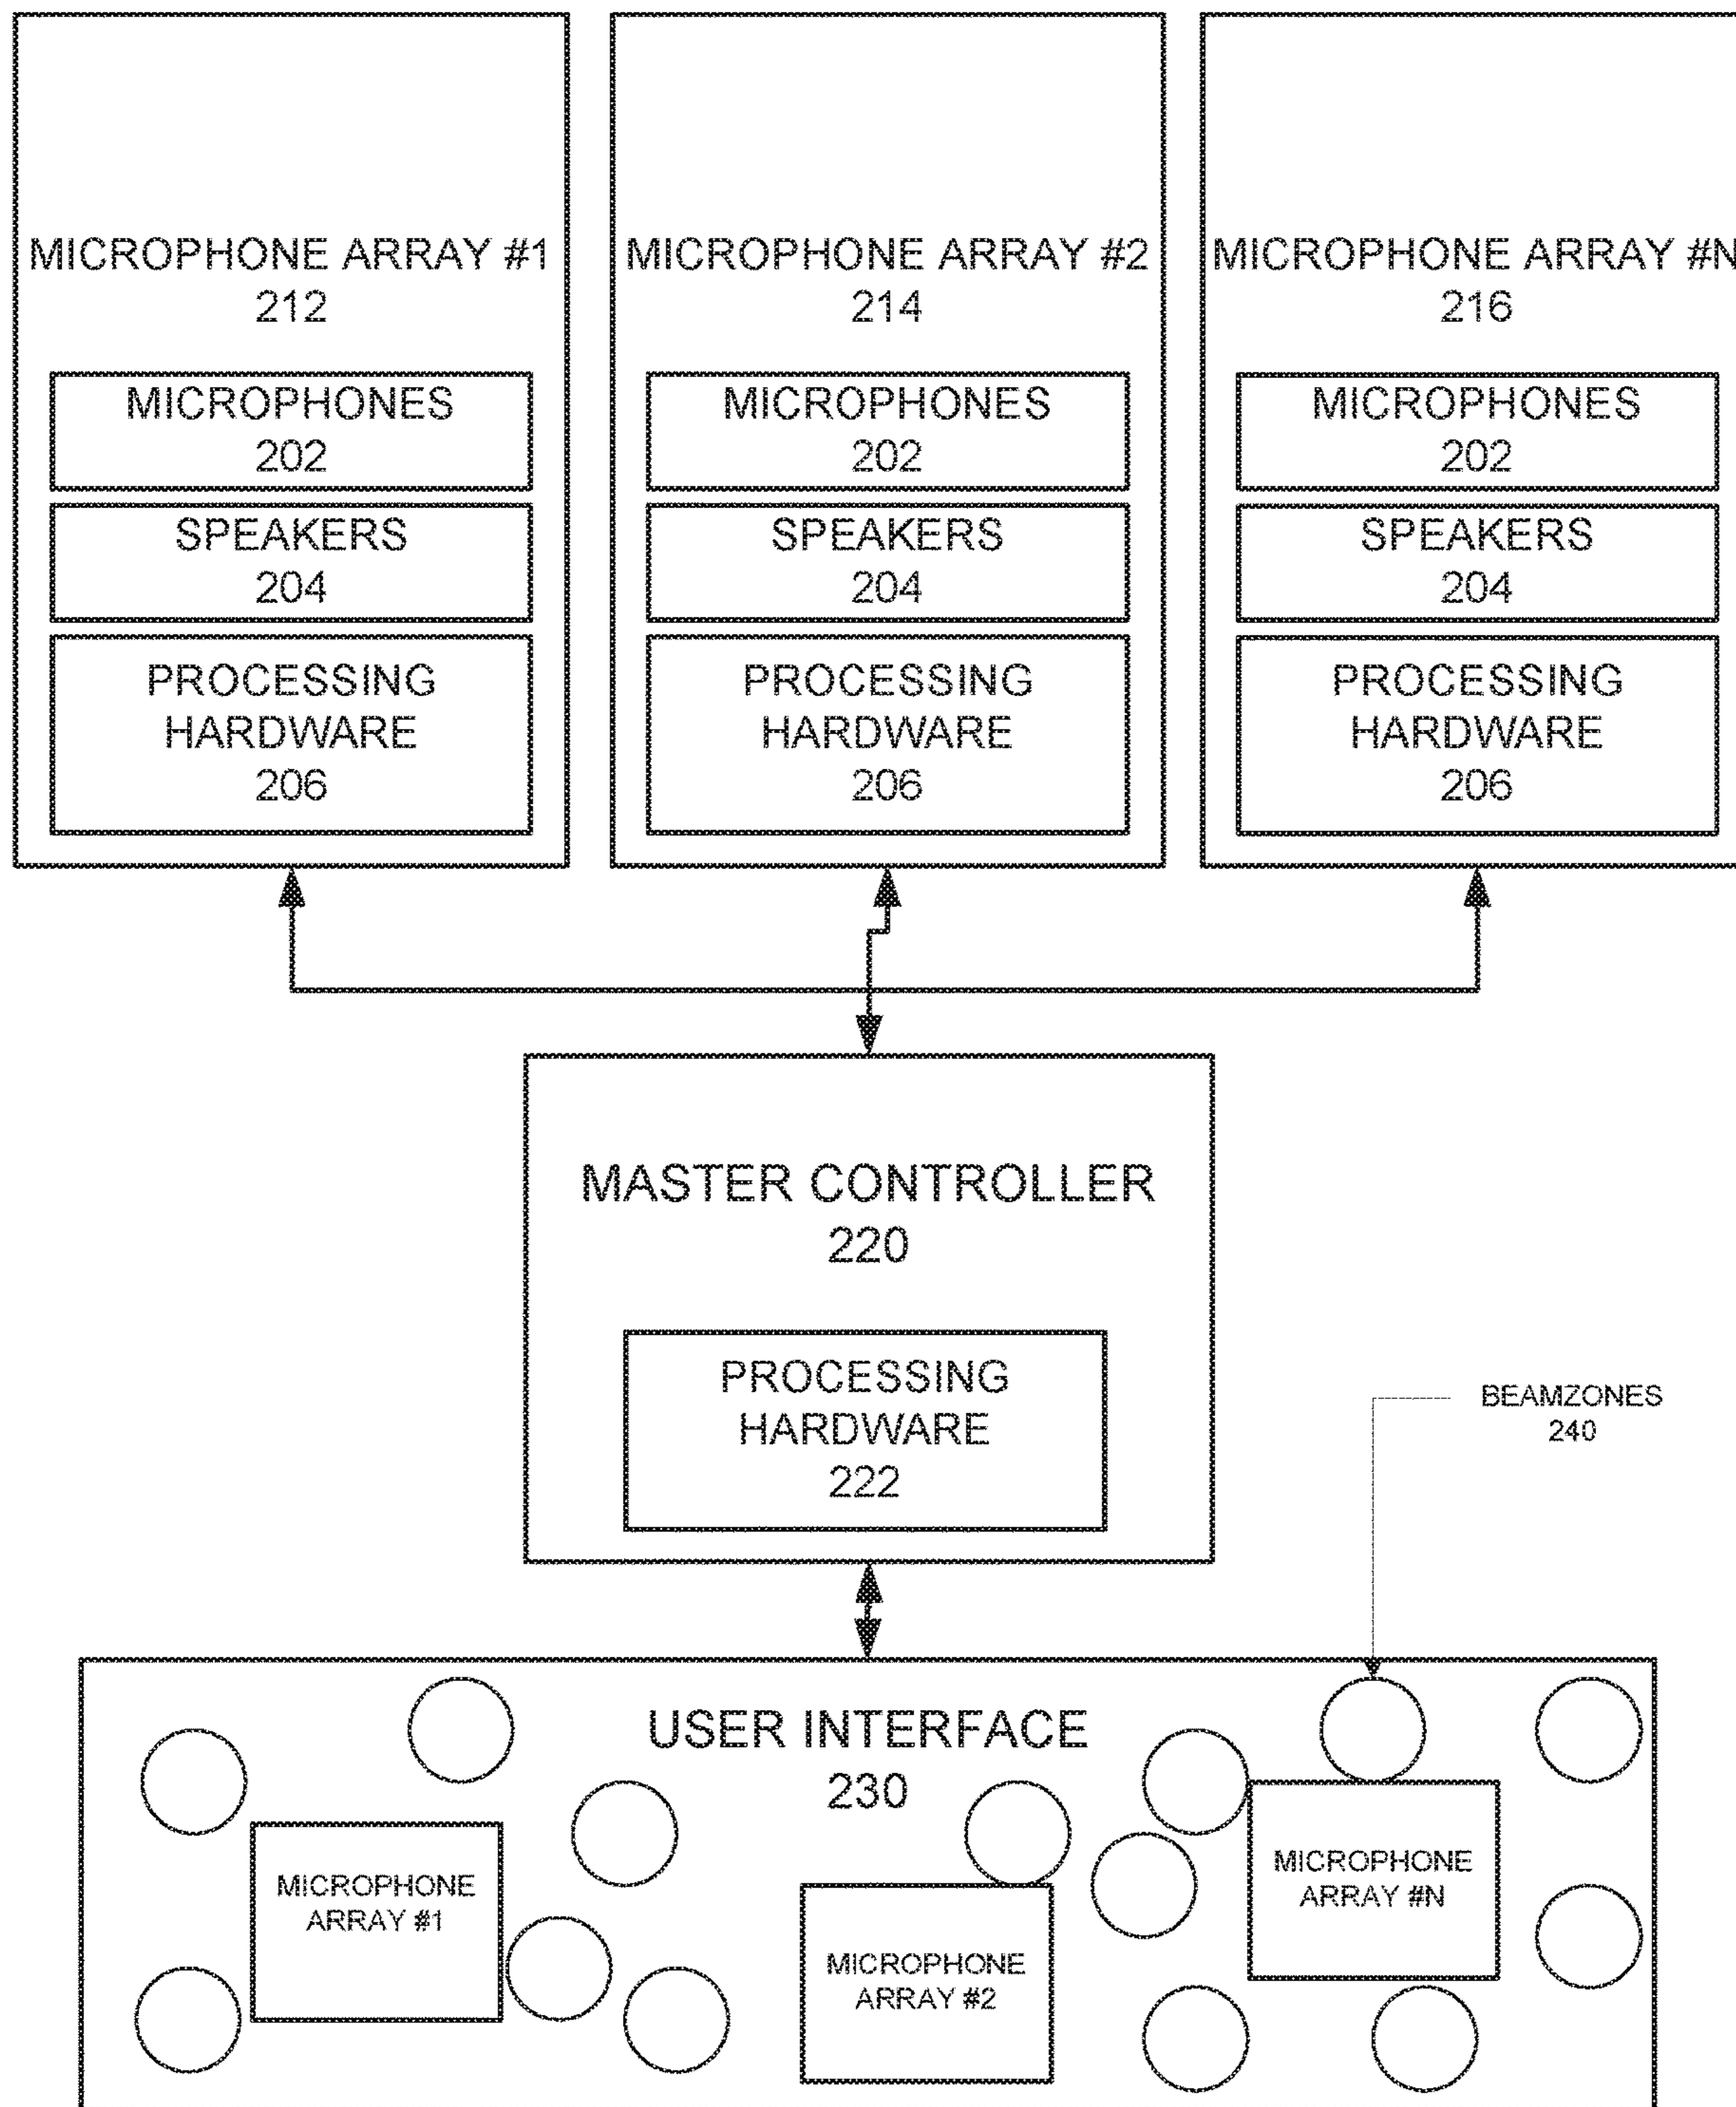 MICROPHONE ARRAY #1
212
MICROPHONES
202
SPEAKERS
204
PROCESSING
HARDWARE
206
MICROPHONE ARRAY #2
214
MICROPHONES
202
SPEAKERS
204
PROCESSING
HARDWARE
206
MICROPHONE ARRAY #N
216
MICROPHONES
202
SPEAKERS
204
PROCESSING
HARDWARE
206
MASTER CONTROLLER
220
PROCESSING
HARDWARE
222
BEAMZONES
240
USER INTERFACE
230
MICROPHONE
ARRAY #1
MICROPHONE
ARRAY #2
MICROPHONE
ARRAY #N